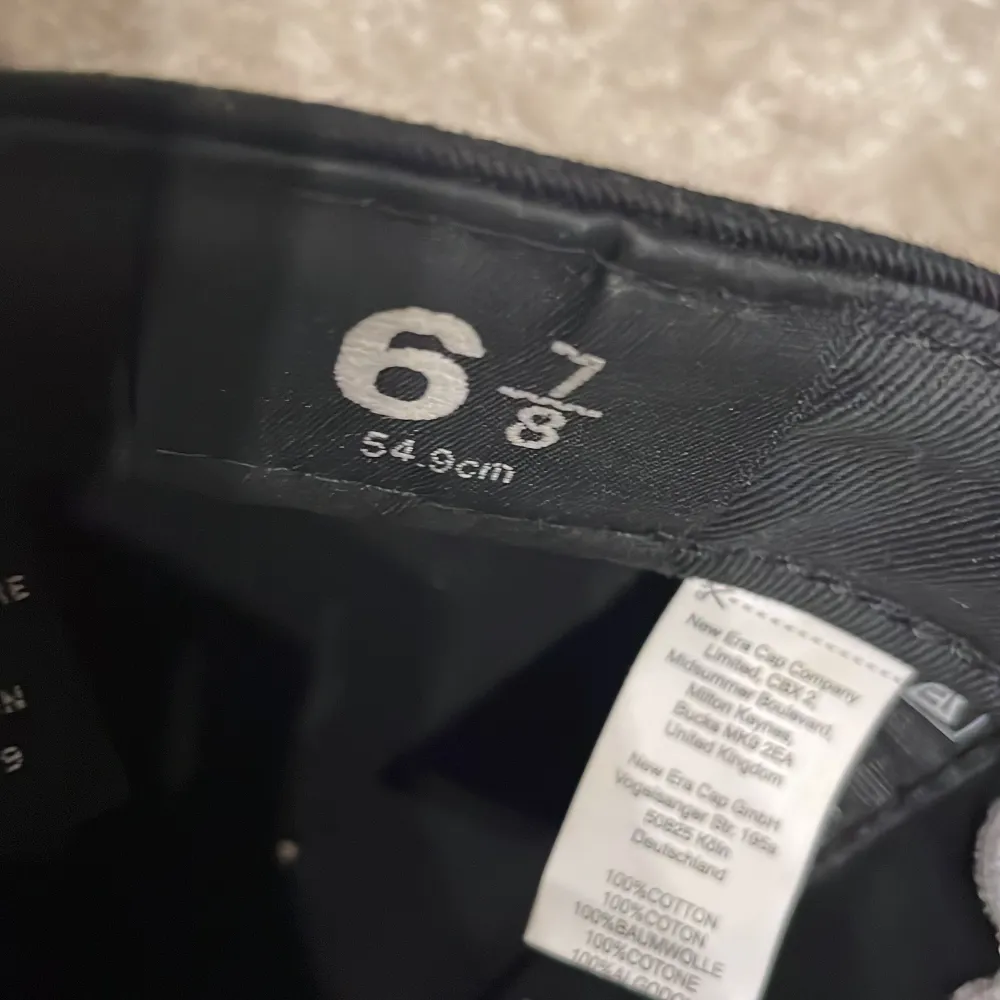 6 7/8
54.9cm
New Era Cap Company
Limited, CBX 2,
Midsummer Boulevard,
Milton Keynes,
Bucks MK9 2EA
United Kingdom
New Era Cap GmbH
Vogelsanger Str. 195a
50825 Köln
Deutschland
100%COTTON
100%COTON
100%BAUMWOLLE
100%COTONE